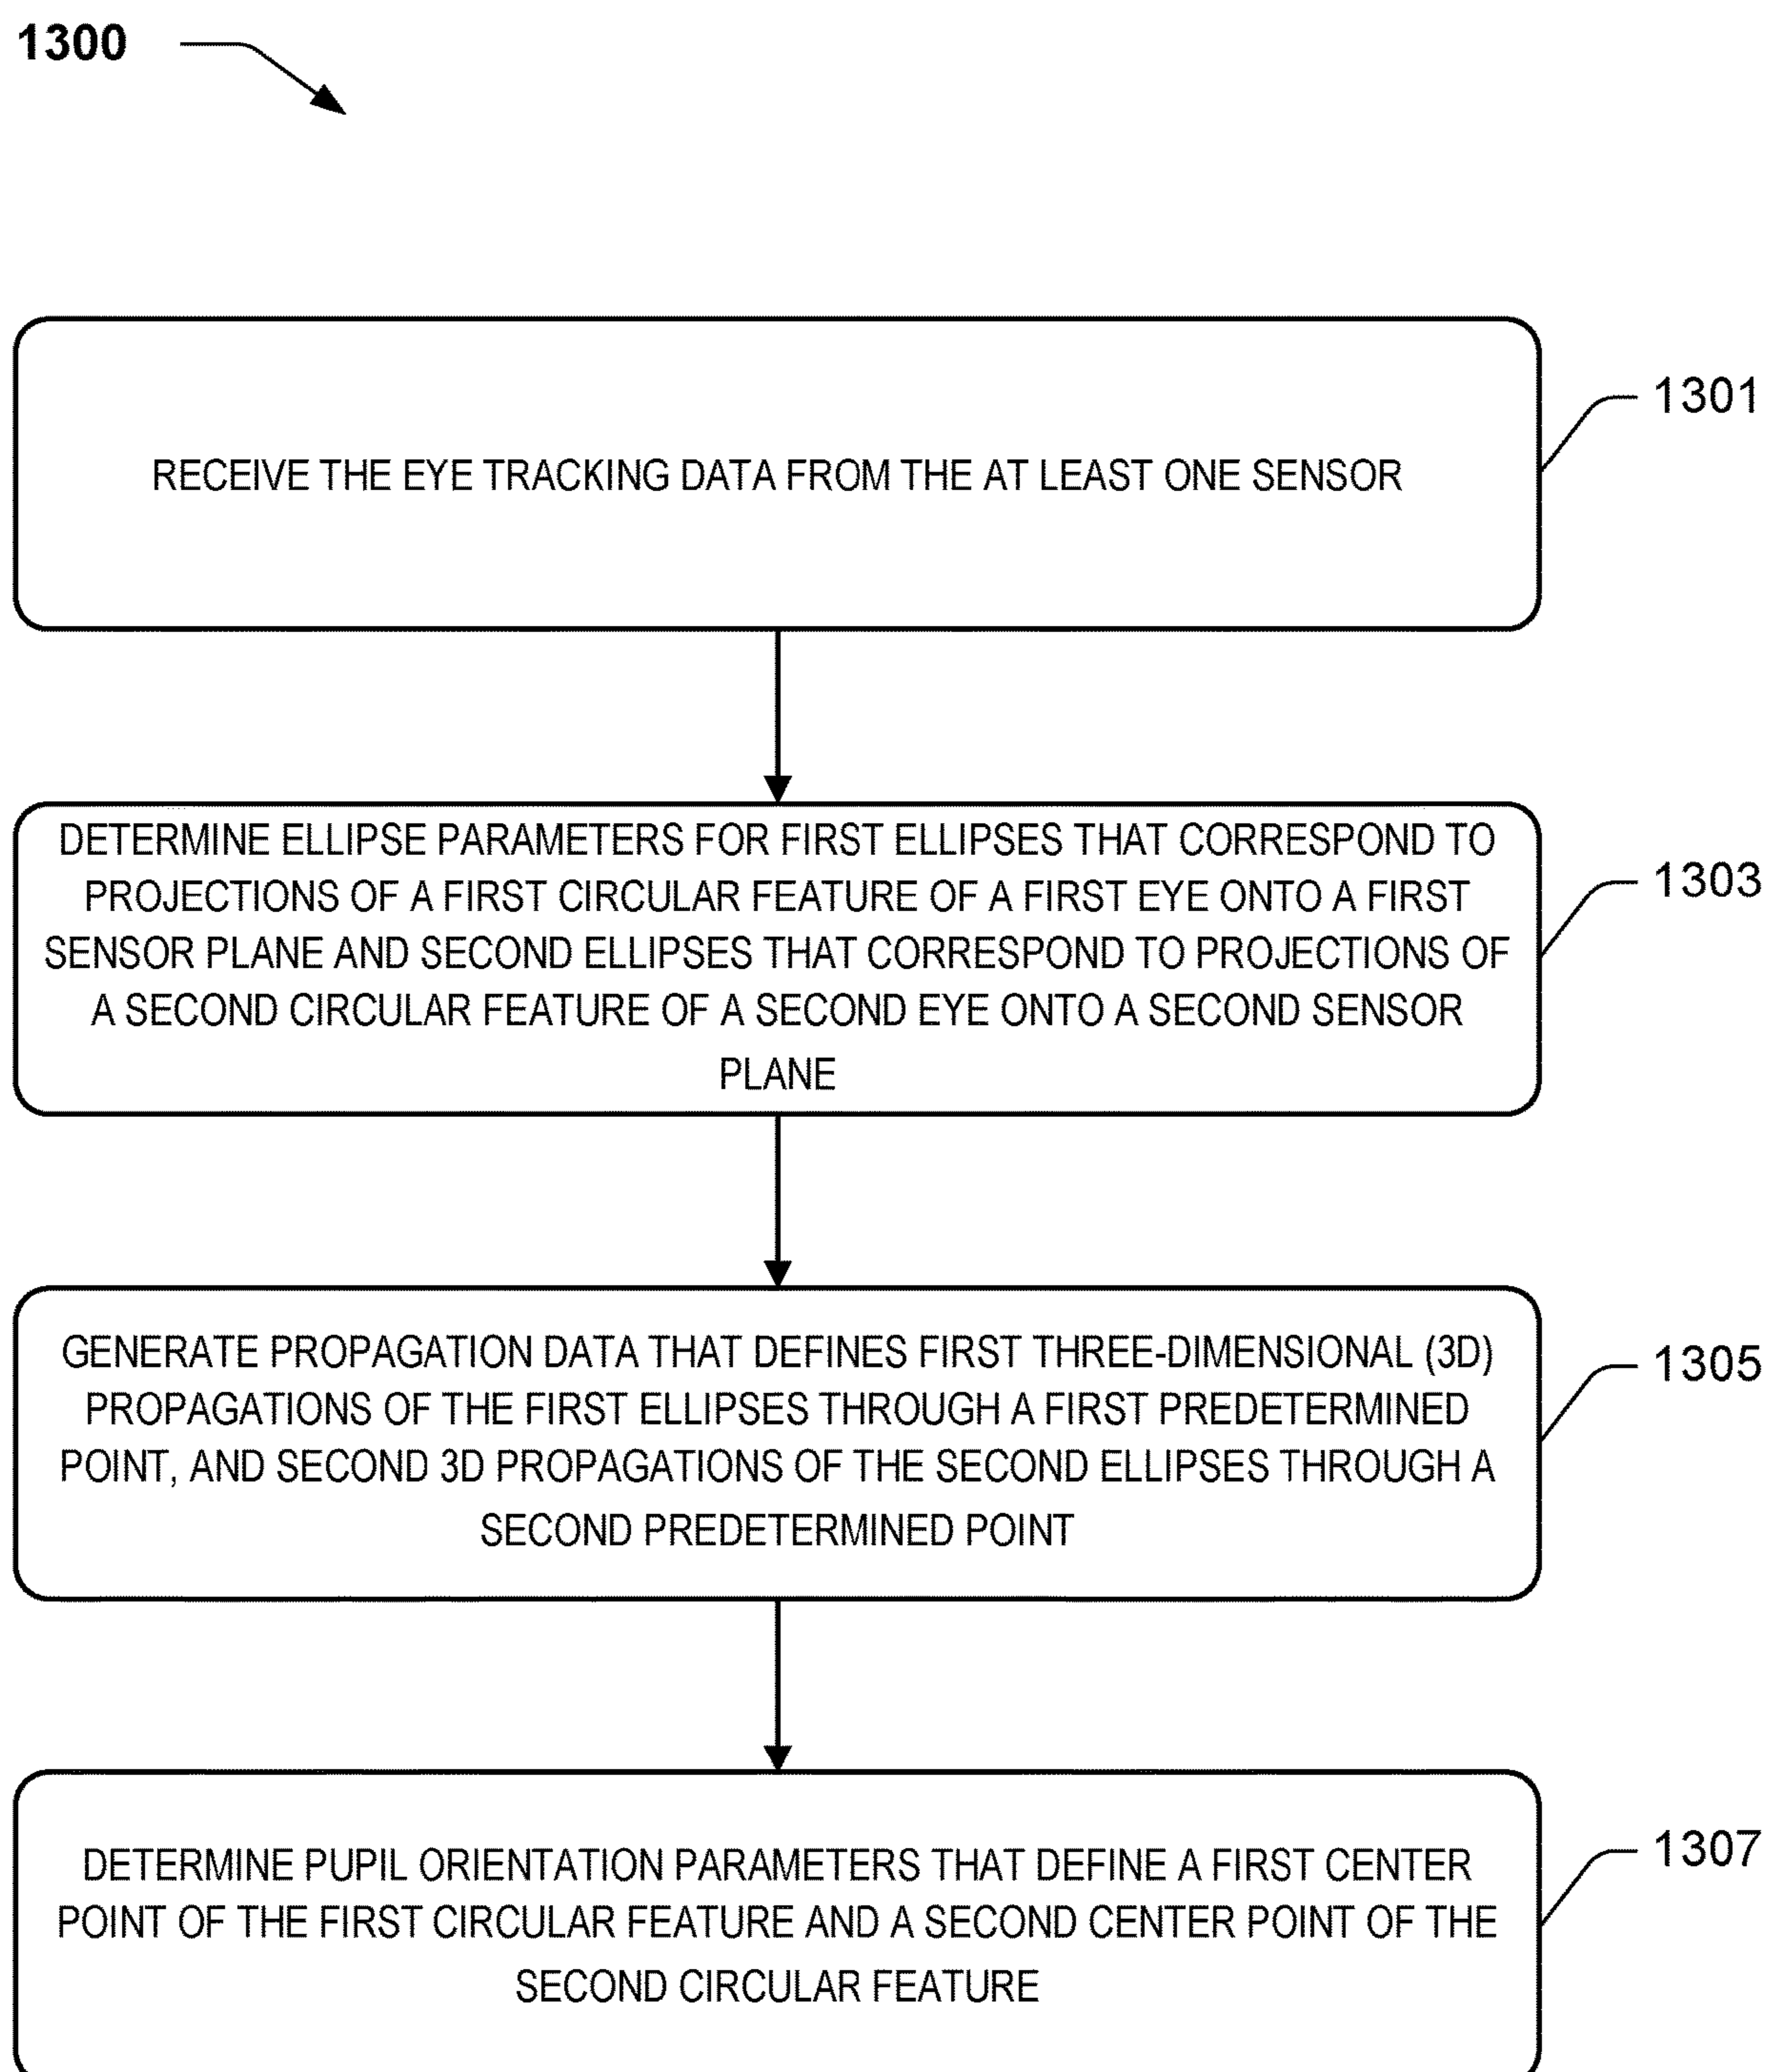 1300
RECEIVE THE EYE TRACKING DATA FROM THE AT LEAST ONE SENSOR
1301
DETERMINE ELLIPSE PARAMETERS FOR FIRST ELLIPSES THAT CORRESPOND TO
PROJECTIONS OF A FIRST CIRCULAR FEATURE OF A FIRST EYE ONTO A FIRST
SENSOR PLANE AND SECOND ELLIPSES THAT CORRESPOND TO PROJECTIONS OF
A SECOND CIRCULAR FEATURE OF A SECOND EYE ONTO A SECOND SENSOR
PLANE
1303
GENERATE PROPAGATION DATA THAT DEFINES FIRST THREE-DIMENSIONAL (3D)
PROPAGATIONS OF THE FIRST ELLIPSES THROUGH A FIRST PREDETERMINED
POINT, AND SECOND 3D PROPAGATIONS OF THE SECOND ELLIPSES THROUGH A
SECOND PREDETERMINED POINT
1305
DETERMINE PUPIL ORIENTATION PARAMETERS THAT DEFINE A FIRST CENTER
POINT OF THE FIRST CIRCULAR FEATURE AND A SECOND CENTER POINT OF THE
SECOND CIRCULAR FEATURE
1307